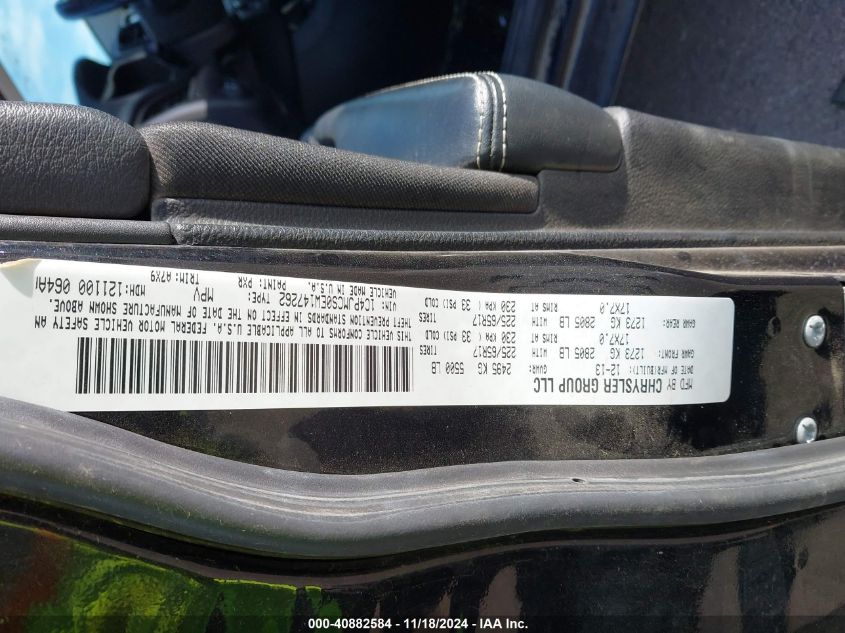 MFD BY CHRYSLER GROUP LLC
DATE OF MFR(BUILT): 12-13 GVWR: 2495 KG 5500 LB
GAWR FRONT: 1273 KG 2805 LB WITH 225/65R17 TIRES
17X7.0 RIMS AT 230 KPA( 33 PSI) COLD
GAWR REAR: 1273 KG 2805 LB WITH 225/65R17 TIRES
17X7.0 RIMS AT 230 KPA( 33 PSI) COLD
THIS VEHICLE CONFORMS TO ALL APPLICABLE U.S.A. FEDERAL MOTOR VEHICLE SAFETY AN
THEFT PREVENTION STANDARDS IN EFFECT ON THE DATE OF MANUFACTURE SHOWN ABOVE.
VIN: 1C4PJMCS0EW147262 TYPE: MPV MDH:121100 064A
VEHICLE MADE IN U.S.A. PAINT: PXR TRIM: A7X9
000-40882584 / 11/18/2024 - IAA Inc.